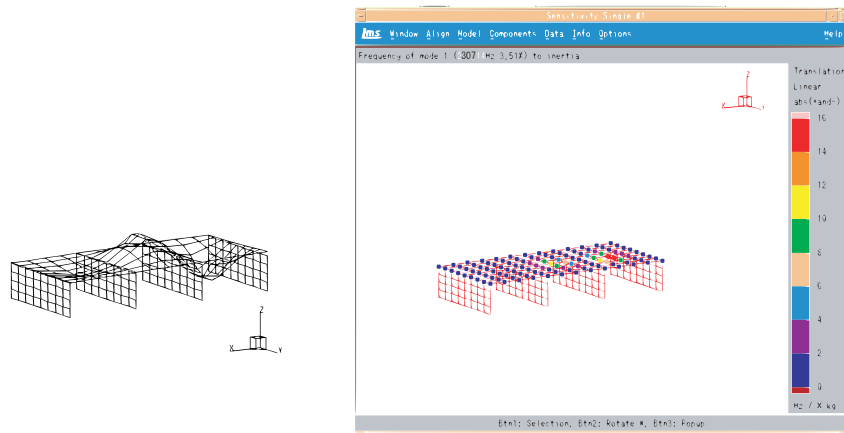 Sensitivity Single #1
lms Window Align Model Components Data Info Options Help
Frequency of mode 1 ( 307 Hz 3,51%) to inertia
Translation
Linear
abs(+and-)
16
14
12
10
8
6
4
2
0
Hz / X kg
Z
X
Y
Z
X
Y
Btn1: Selection, Btn2: Rotate M, Btn3: Popup